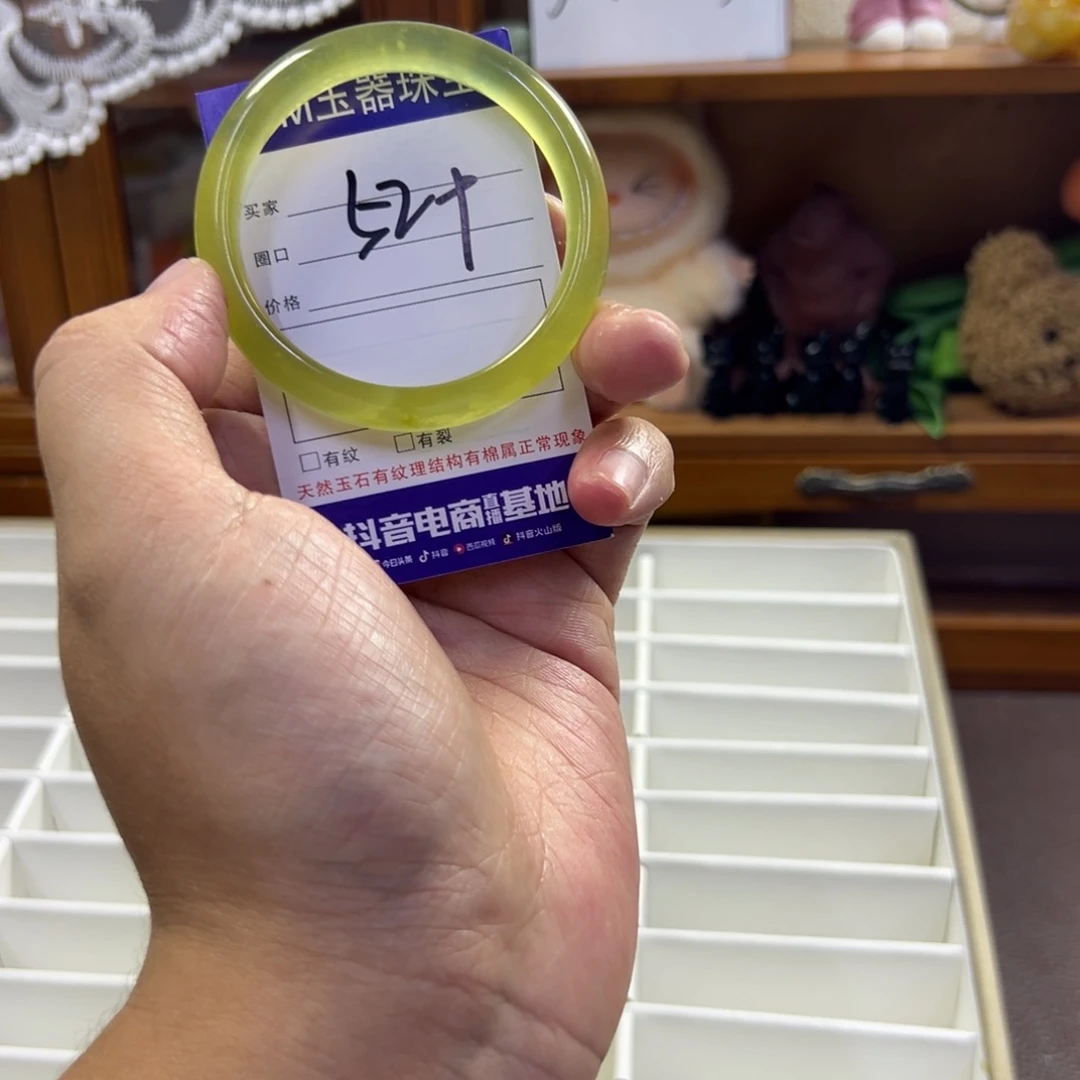 玉器珠宝
买家
52+
圈口
价格
□有纹 □有裂
天然玉石有纹理结构有棉属正常现象
抖音电商直播基地
今日头条 抖音 西瓜视频 抖音火山版